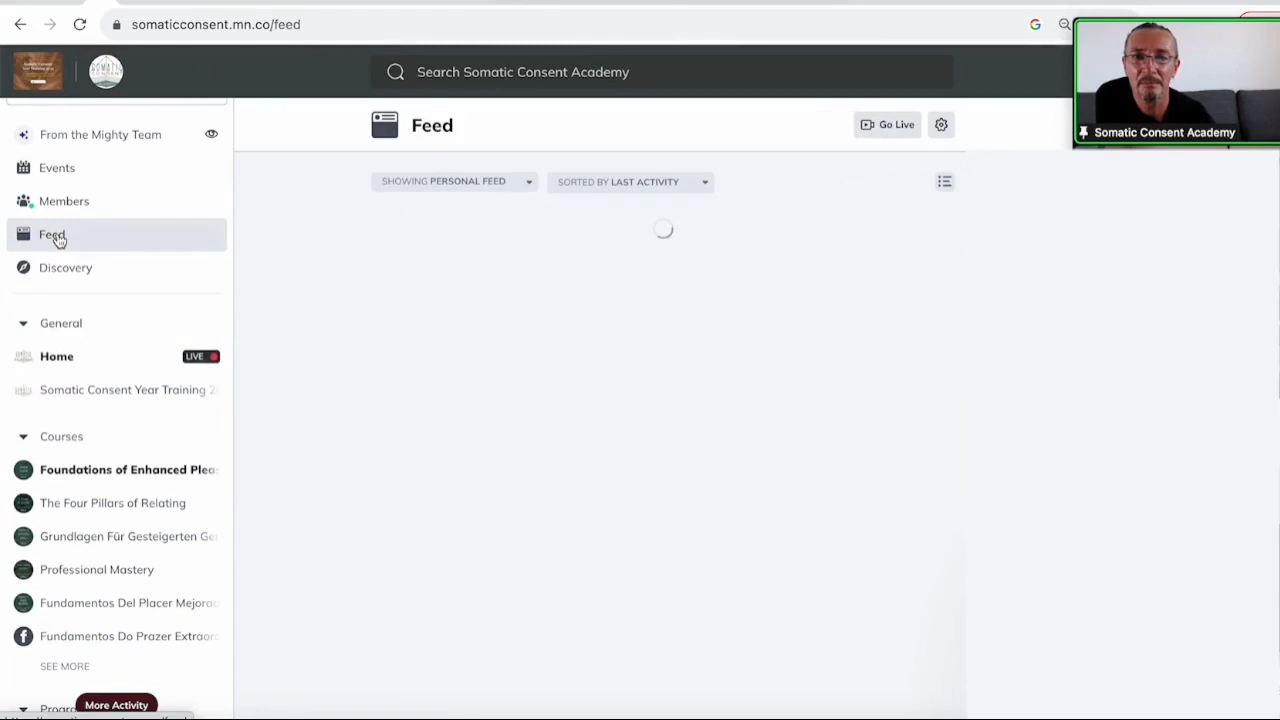 somaticconsent.mn.co/feed
Search Somatic Consent Academy
Somatic Consent Academy
From the Mighty Team
Events
Members
Feed
Discovery
General
Home
LIVE
Somatic Consent Year Training 2
Courses
Foundations of Enhanced Plea
The Four Pillars of Relating
Grundlagen Für Gesteigerten Ge
Professional Mastery
Fundamentos Del Placer Mejorad
Fundamentos Do Prazer Extraor
SEE MORE
More Activity
Feed
Go Live
SHOWING PERSONAL FEED
SORTED BY LAST ACTIVITY